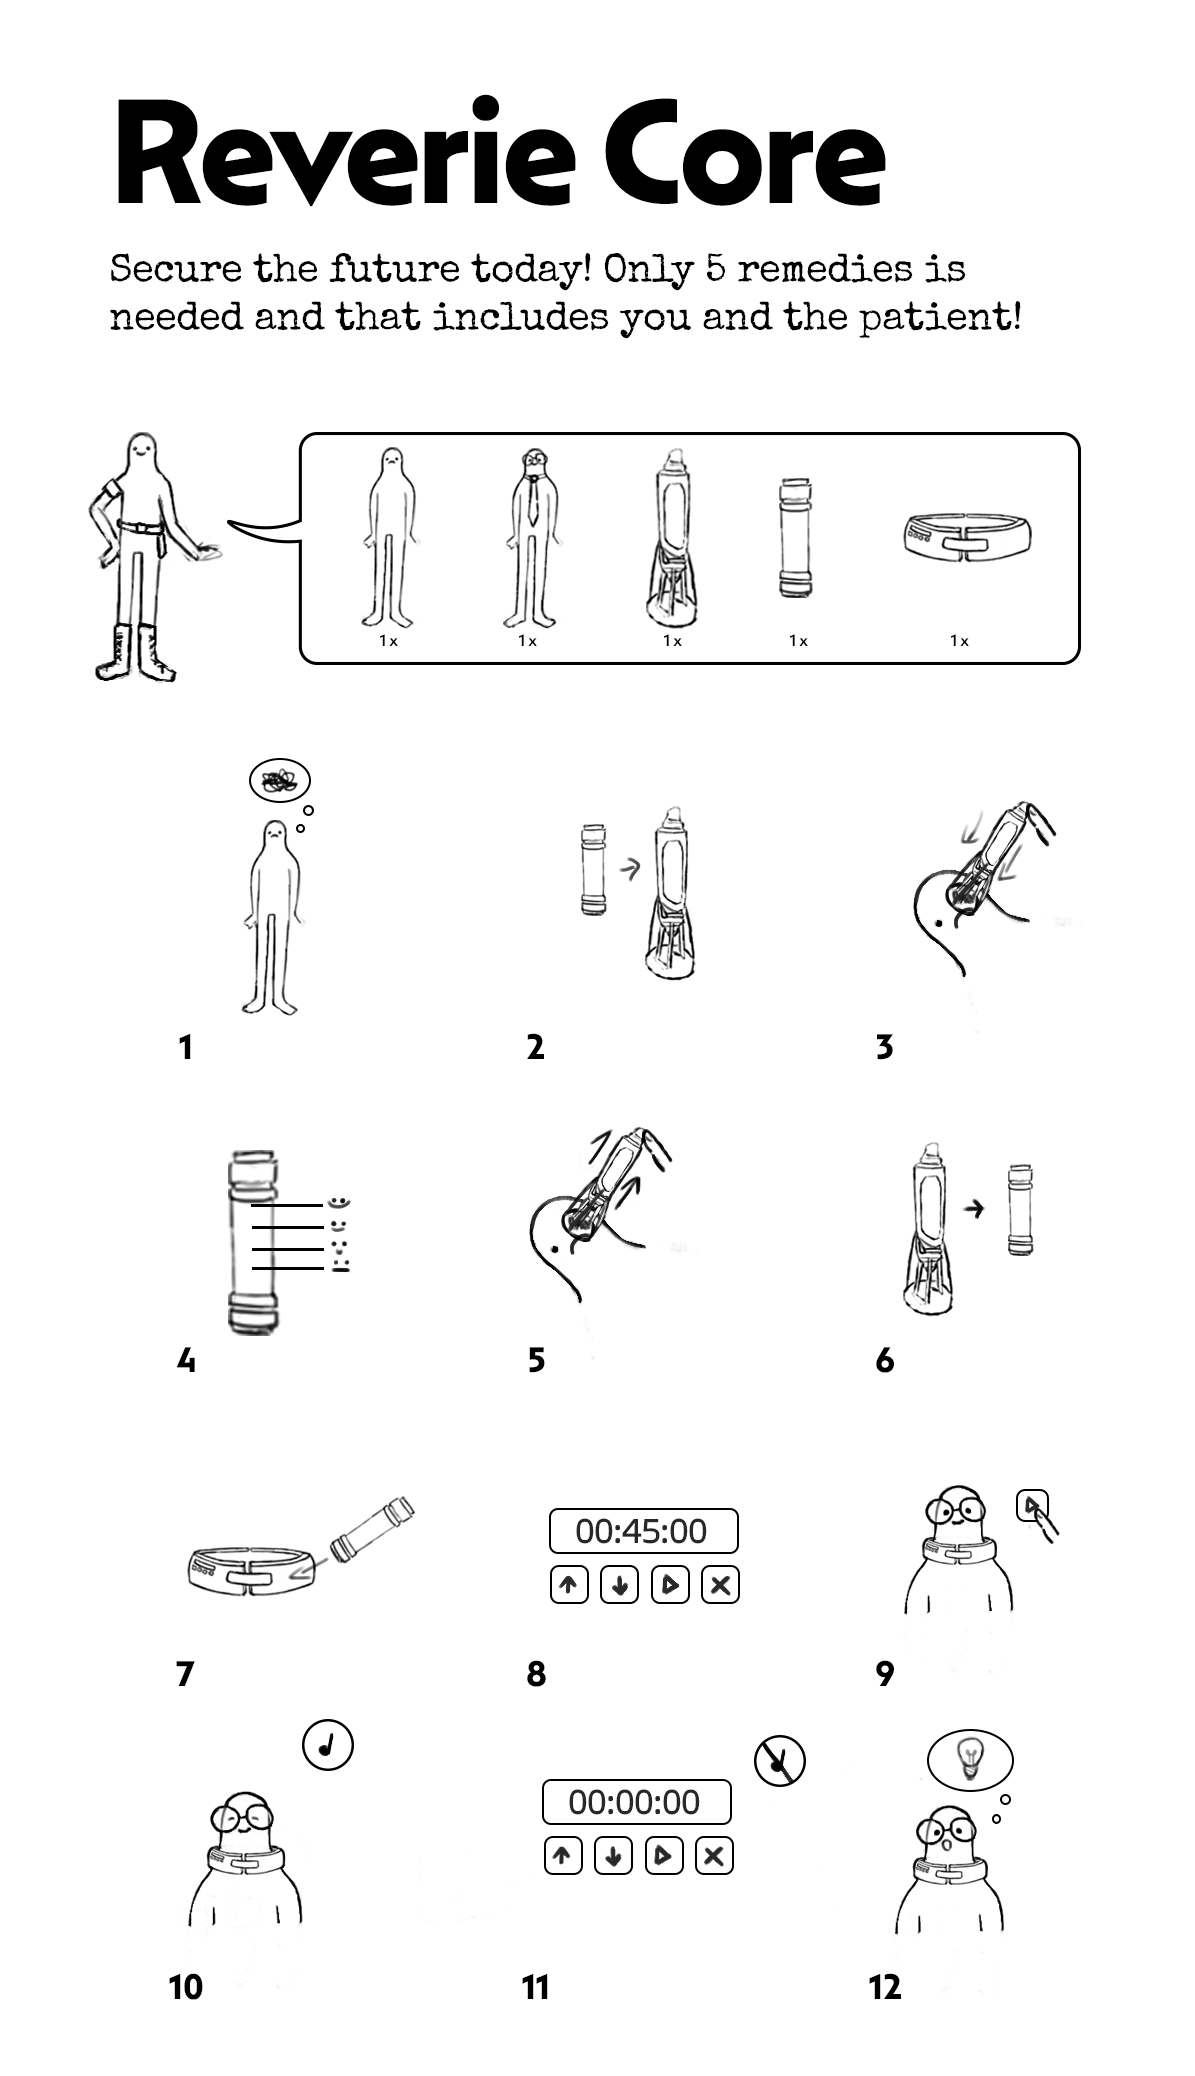 Reverie Core
Secure the future today! Only 5 remedies is
needed and that includes you and the patient!
1x 1x 1x 1x 1x
1 2 3
4 5 6
00:45:00
7 8 9
00:00:00
10 11 12